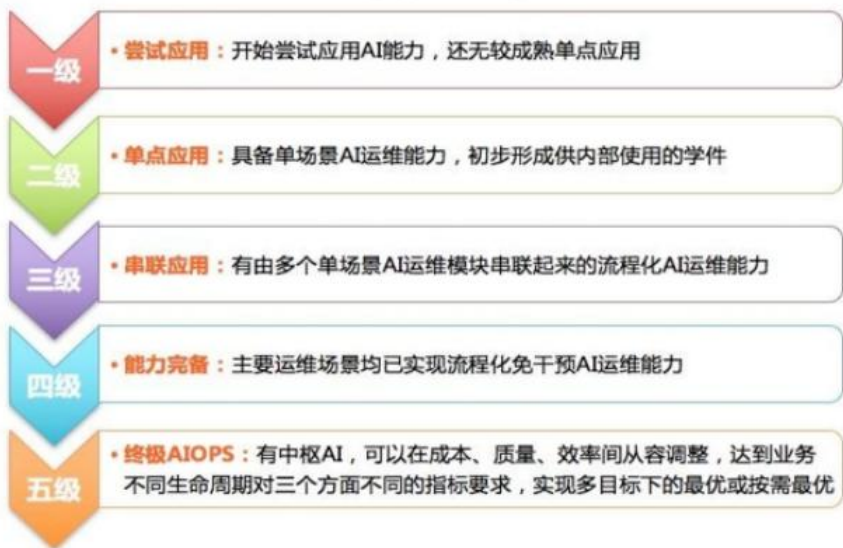 一级
• 尝试应用：开始尝试应用AI能力，还无较成熟单点应用
二级
• 单点应用：具备单场景AI运维能力，初步形成供内部使用的学件
三级
• 串联应用：有由多个单场景AI运维模块串联起来的流程化AI运维能力
四级
• 能力完备：主要运维场景均已实现流程化免干预AI运维能力
五级
• 终极AIOPS：有中枢AI，可以在成本、质量、效率间从容调整，达到业务
不同生命周期对三个方面不同的指标要求，实现多目标下的最优或按需最优